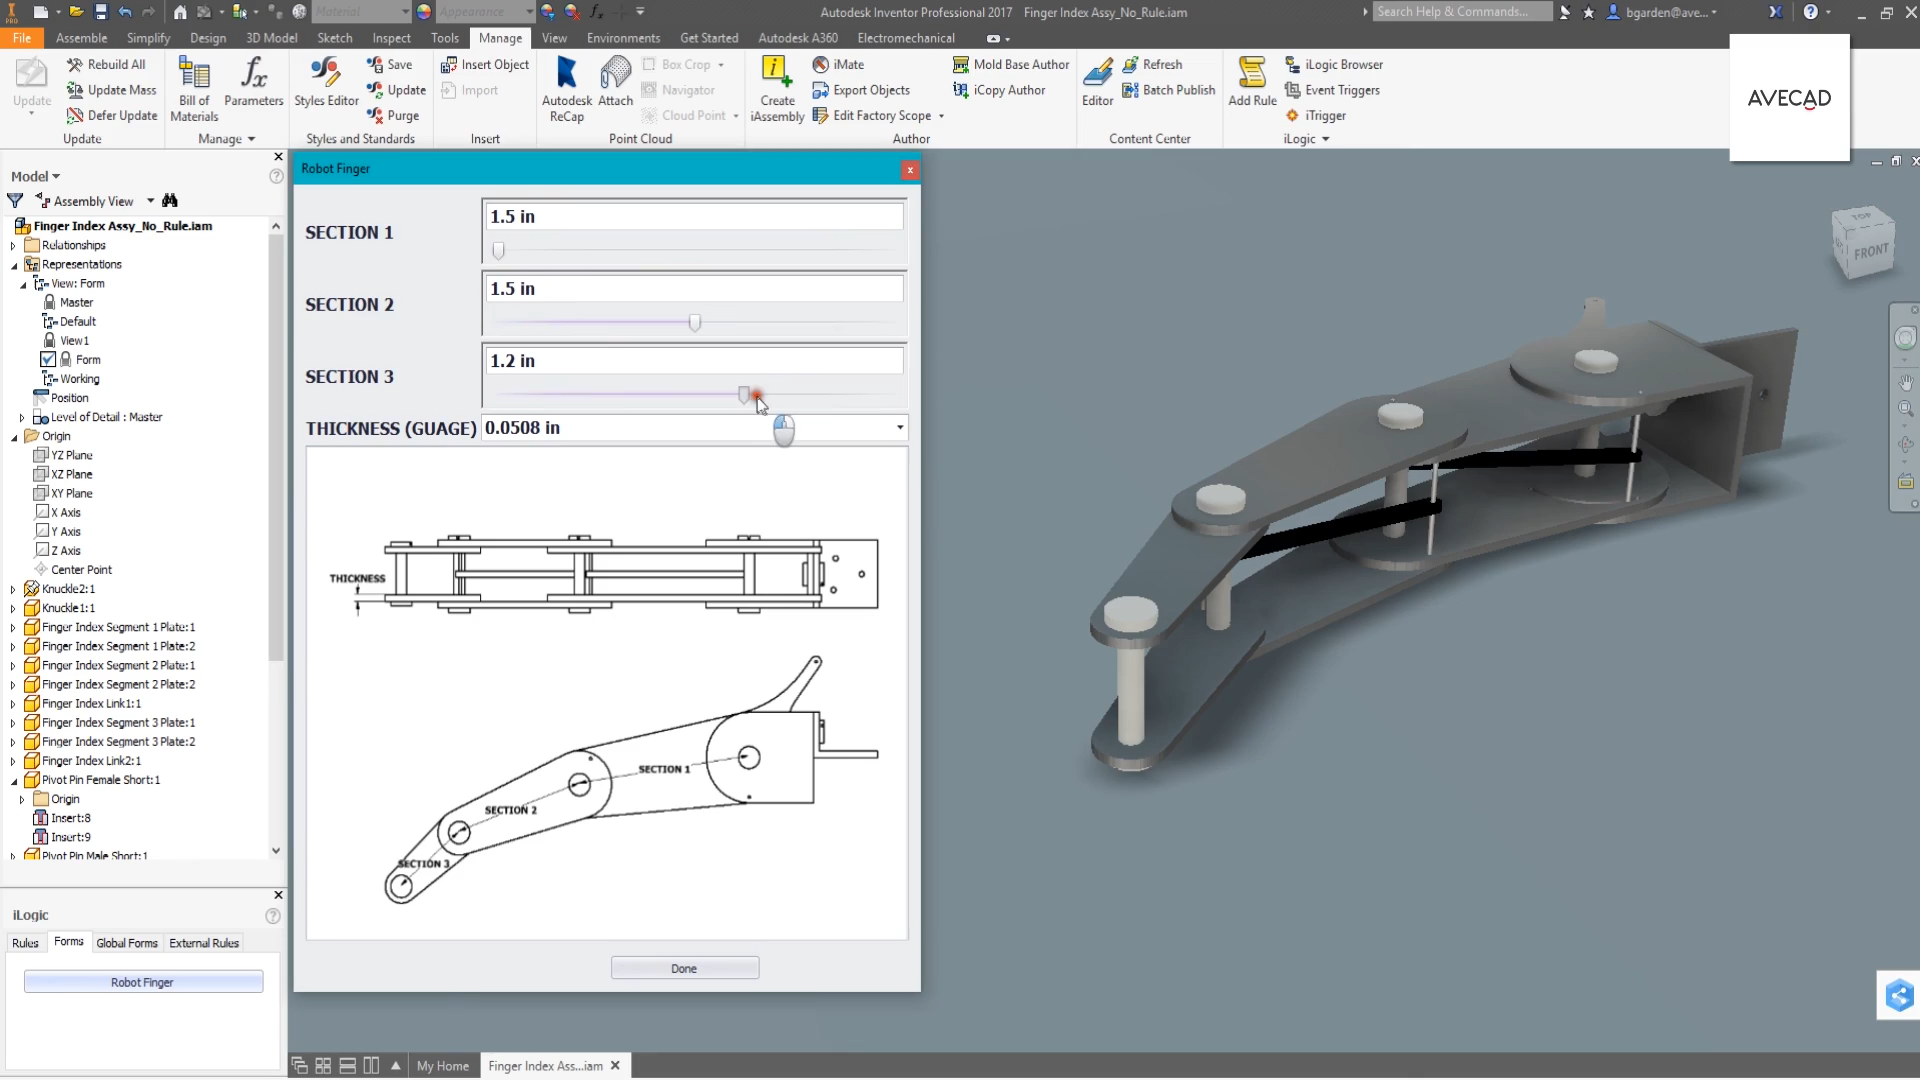 PRO
Material
Appearance
Autodesk Inventor Professional 2017 Finger Index Assy_No_Rule.iam
Search Help & Commands...
bgarden@ave...
File
Assemble
Simplify
Design
3D Model
Sketch
Inspect
Tools
Manage
View
Environments
Get Started
Autodesk A360
Electromechanical
Update
Rebuild All
Update Mass
Defer Update
Update
Bill of Materials
fx
Parameters
Manage
Styles Editor
Save
Update
Purge
Styles and Standards
Insert Object
Import
Insert
Autodesk ReCap
Attach
Box Crop
Navigator
Cloud Point
Point Cloud
Create iAssembly
iMate
Export Objects
Edit Factory Scope
Mold Base Author
iCopy Author
Author
Editor
Refresh
Batch Publish
Content Center
Add Rule
iLogic Browser
Event Triggers
iTrigger
iLogic
AVECAD
Model
Assembly View
Finger Index Assy_No_Rule.iam
Relationships
Representations
View: Form
Master
Default
View1
Form
Working
Position
Level of Detail : Master
Origin
YZ Plane
XZ Plane
XY Plane
X Axis
Y Axis
Z Axis
Center Point
Knuckle2:1
Knuckle1:1
Finger Index Segment 1 Plate:1
Finger Index Segment 1 Plate:2
Finger Index Segment 2 Plate:1
Finger Index Segment 2 Plate:2
Finger Index Link1:1
Finger Index Segment 3 Plate:1
Finger Index Segment 3 Plate:2
Finger Index Link2:1
Pivot Pin Female Short:1
Origin
Insert:8
Insert:9
Pivot Pin Male Short:1
iLogic
Rules
Forms
Global Forms
External Rules
Robot Finger
Robot Finger
SECTION 1
1.5 in
SECTION 2
1.5 in
SECTION 3
1.2 in
THICKNESS (GUAGE)
0.0508 in
THICKNESS
SECTION 1
SECTION 2
SECTION 3
Done
TOP
FRONT
My Home
Finger Index Ass...iam